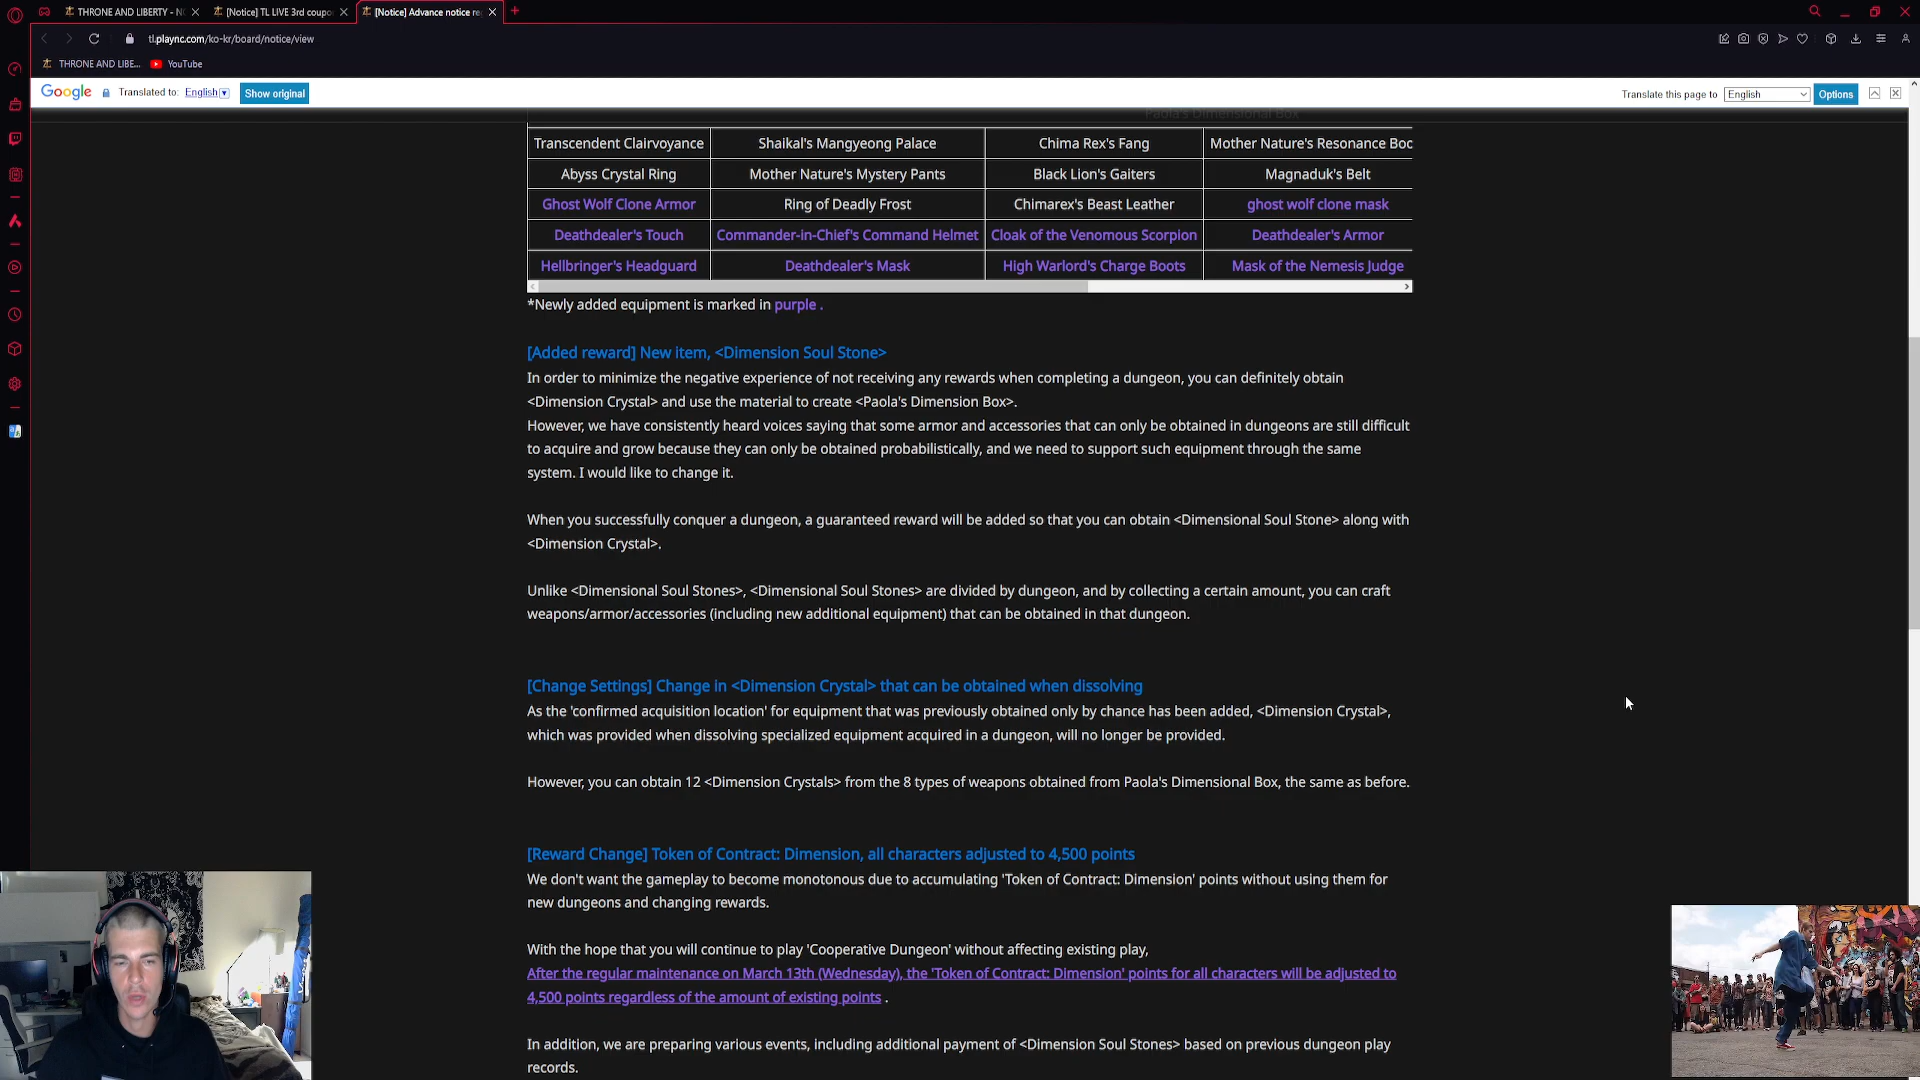 THRONE AND LIBERTY - N
[Notice] TL LIVE 3rd coupo
[Notice] Advance notice re
tl.plaync.com/ko-kr/board/notice/view
THRONE AND LIBE...
YouTube
Google Translated to: English Show original
Translate this page to English Options
Paola's Dimensional Box
Transcendent Clairvoyance Shaikal's Mangyeong Palace Chima Rex's Fang Mother Nature's Resonance Boo
Abyss Crystal Ring Mother Nature's Mystery Pants Black Lion's Gaiters Magnaduk's Belt
Ghost Wolf Clone Armor Ring of Deadly Frost Chimarex's Beast Leather ghost wolf clone mask
Deathdealer's Touch Commander-in-Chief's Command Helmet Cloak of the Venomous Scorpion Deathdealer's Armor
Hellbringer's Headguard Deathdealer's Mask High Warlord's Charge Boots Mask of the Nemesis Judge
*Newly added equipment is marked in purple .
[Added reward] New item, <Dimension Soul Stone>
In order to minimize the negative experience of not receiving any rewards when completing a dungeon, you can definitely obtain
<Dimension Crystal> and use the material to create <Paola's Dimension Box>.
However, we have consistently heard voices saying that some armor and accessories that can only be obtained in dungeons are still difficult
to acquire and grow because they can only be obtained probabilistically, and we need to support such equipment through the same
system. I would like to change it.
When you successfully conquer a dungeon, a guaranteed reward will be added so that you can obtain <Dimensional Soul Stone> along with
<Dimension Crystal>.
Unlike <Dimensional Soul Stones>, <Dimensional Soul Stones> are divided by dungeon, and by collecting a certain amount, you can craft
weapons/armor/accessories (including new additional equipment) that can be obtained in that dungeon.
[Change Settings] Change in <Dimension Crystal> that can be obtained when dissolving
As the 'confirmed acquisition location' for equipment that was previously obtained only by chance has been added, <Dimension Crystal>,
which was provided when dissolving specialized equipment acquired in a dungeon, will no longer be provided.
However, you can obtain 12 <Dimension Crystals> from the 8 types of weapons obtained from Paola's Dimensional Box, the same as before.
[Reward Change] Token of Contract: Dimension, all characters adjusted to 4,500 points
We don't want the gameplay to become monotonous due to accumulating 'Token of Contract: Dimension' points without using them for
new dungeons and changing rewards.
With the hope that you will continue to play 'Cooperative Dungeon' without affecting existing play,
After the regular maintenance on March 13th (Wednesday), the 'Token of Contract: Dimension' points for all characters will be adjusted to
4,500 points regardless of the amount of existing points .
In addition, we are preparing various events, including additional payment of <Dimension Soul Stones> based on previous dungeon play
records.